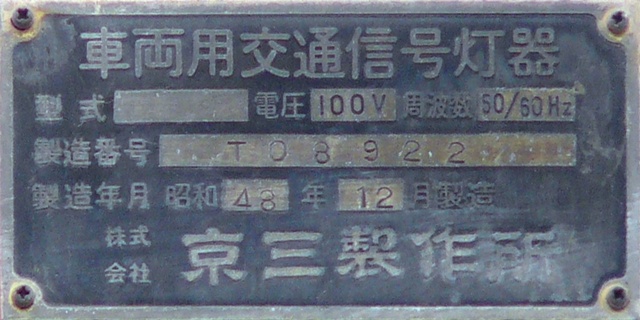 車両用交通信号灯器
型式 電圧 100V 周波数 50/60Hz
製造番号 T08922
製造年月 昭和 48 年 12 月製造
株式会社 京三製作所